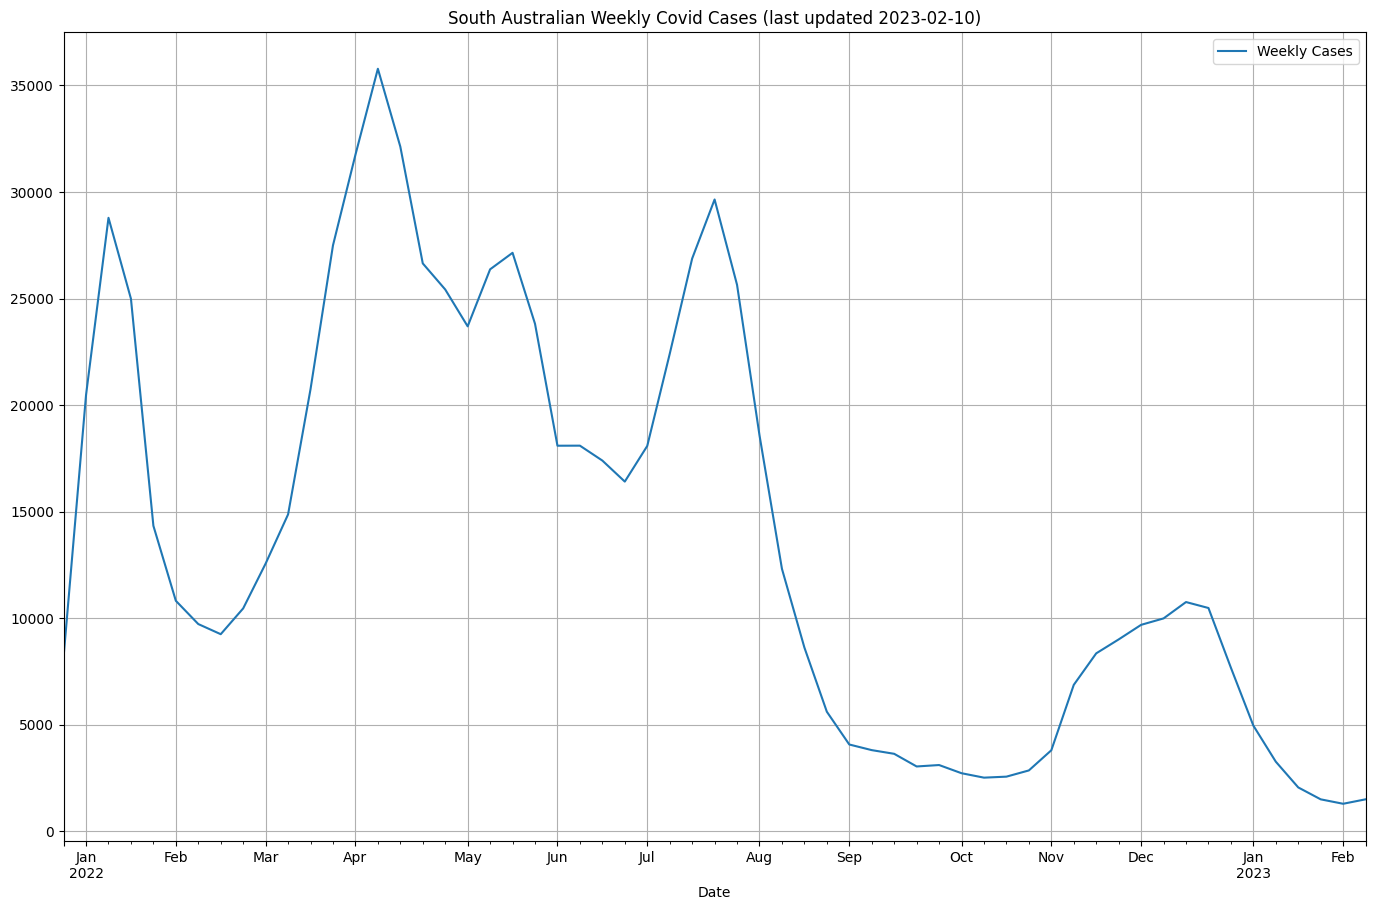 South Australian Weekly Covid Cases (last updated 2023-02-10)
Weekly Cases
35000
30000
25000
20000
15000
10000
5000
0
Jan Feb Mar Apr May Jun Jul Aug Sep Oct Nov Dec Jan Feb
2022 2023
Date